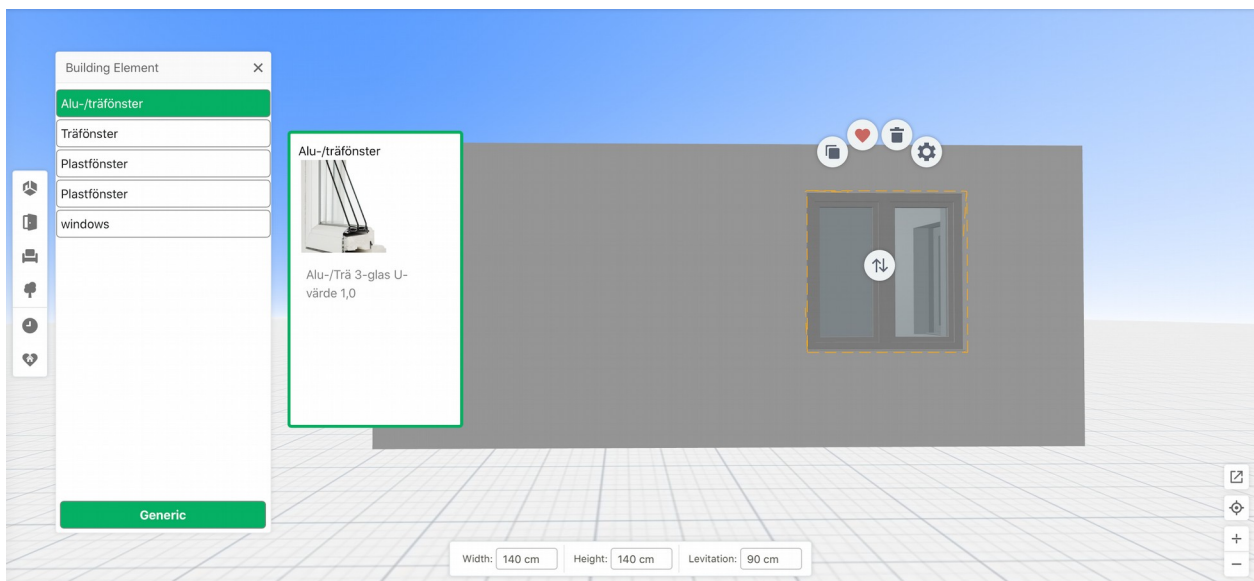 Building Element
Alu-/träfönster
Träfönster
Plastfönster
Plastfönster
windows
Generic
Alu-/träfönster
Alu-/Trä 3-glas U-
värde 1,0
Width: 140 cm Height: 140 cm Levitation: 90 cm